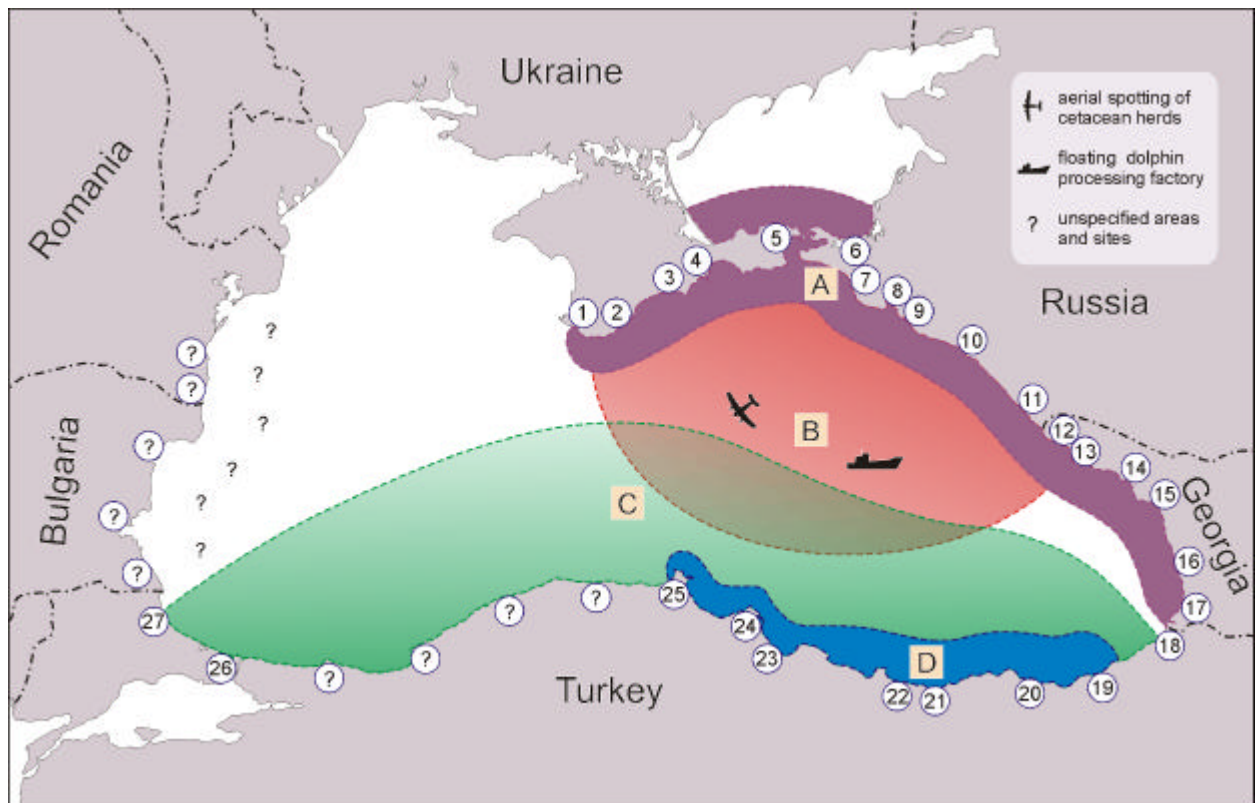 Ukraine
aerial spotting of
cetacean herds
floating dolphin
processing factory
?
unspecified areas
and sites
Romania
Russia
5
6
4
3
7
A
8
1
2
9
?
10
?
?
?
11
B
?
12
?
13
14
?
15
Georgia
Bulgaria
C
?
?
?
16
?
25
?
?
17
27
24
18
26
?
?
23
D
Turkey
22
21
20
19